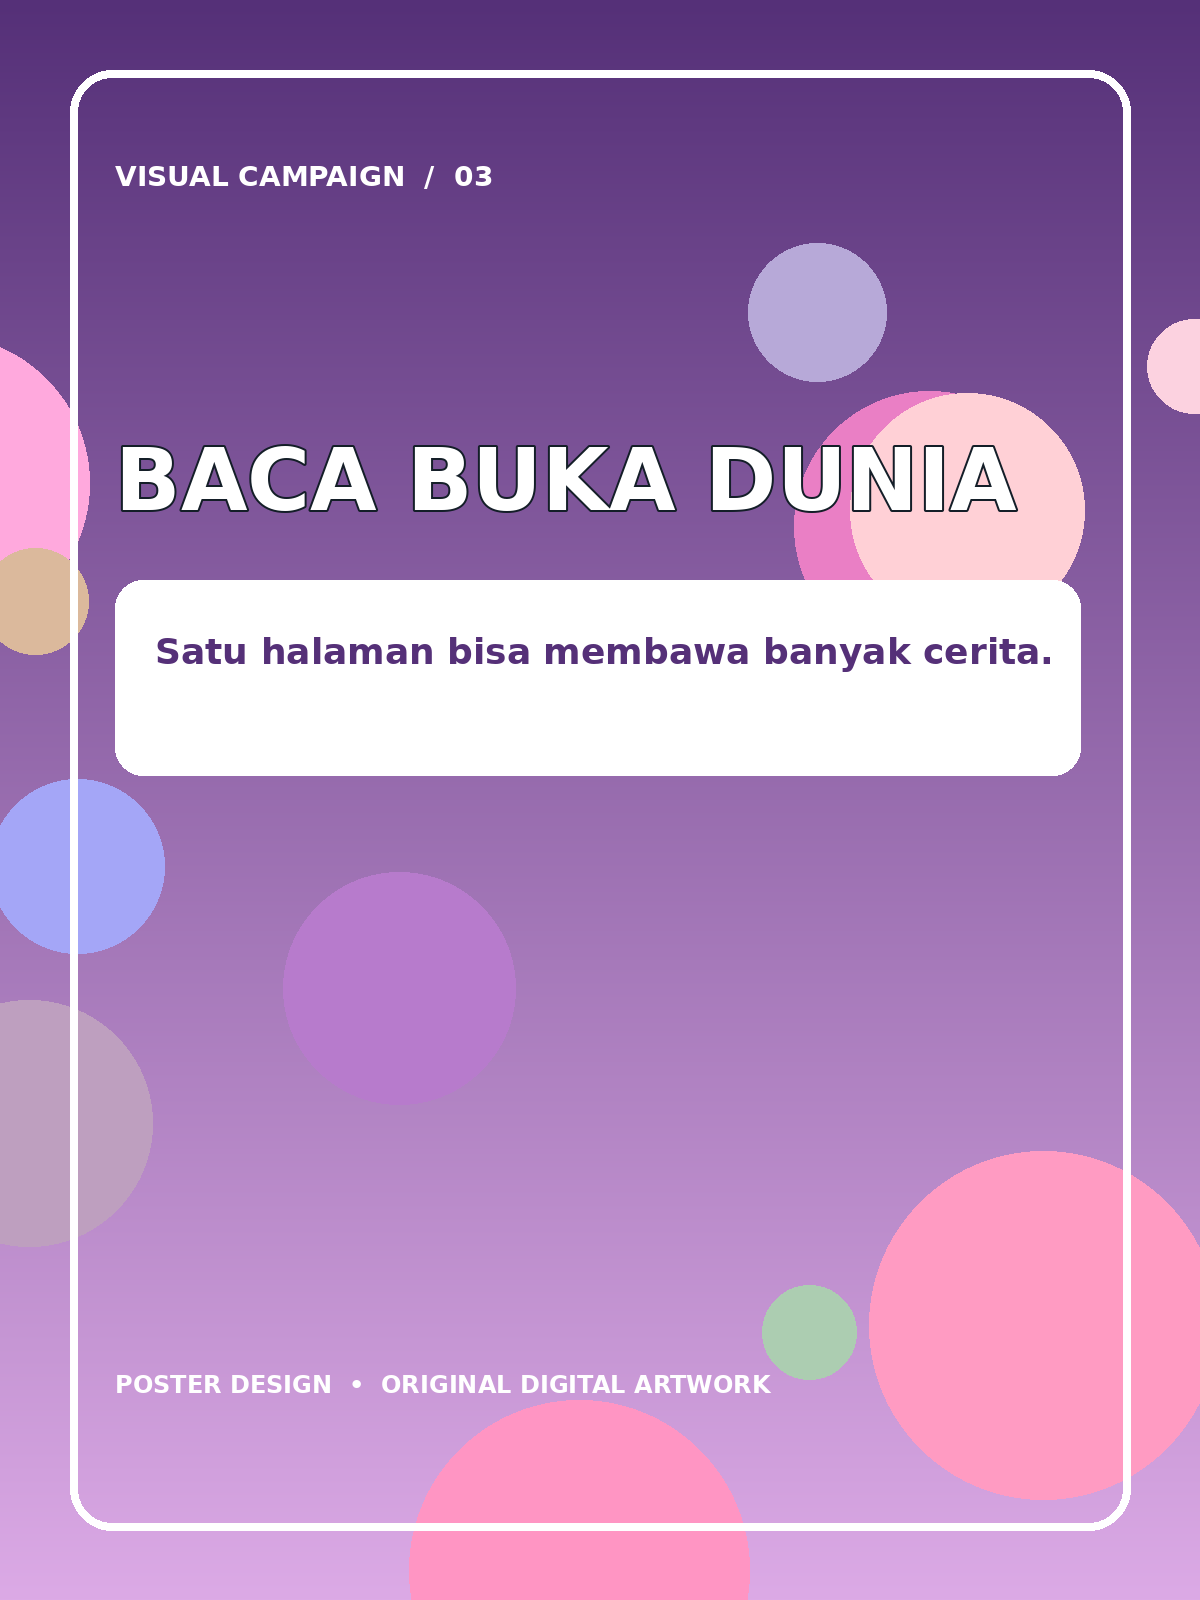 VISUAL CAMPAIGN / 03
BACA BUKA DUNIA
Satu halaman bisa membawa banyak cerita.
POSTER DESIGN • ORIGINAL DIGITAL ARTWORK